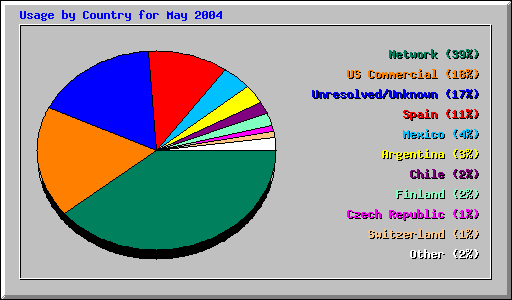 Usage by Country for May 2004
Network (39%)
US Commercial (18%)
Unresolved/Unknown (17%)
Spain (11%)
Mexico (4%)
Argentina (3%)
Chile (2%)
Finland (2%)
Czech Republic (1%)
Switzerland (1%)
Other (2%)